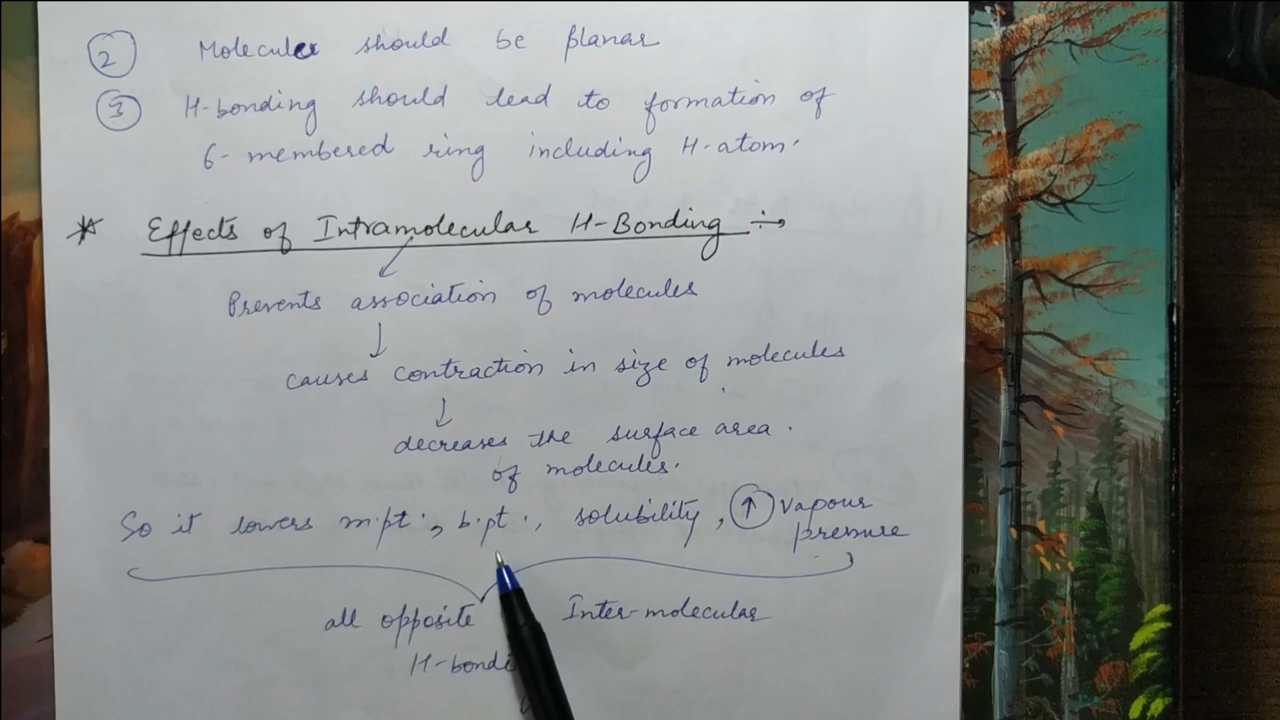 ② Molecules should be planar
③ H-bonding should lead to formation of
6-membered ring including H-atom.
* Effects of Intramolecular H-Bonding :→
Prevents association of molecules
↓
causes contraction in size of molecules
↓
decreases the surface area.
of molecules.
So it lowers m.pt., b.pt., solubility, ↑ Vapour
pressure
all opposite Inter-molecular